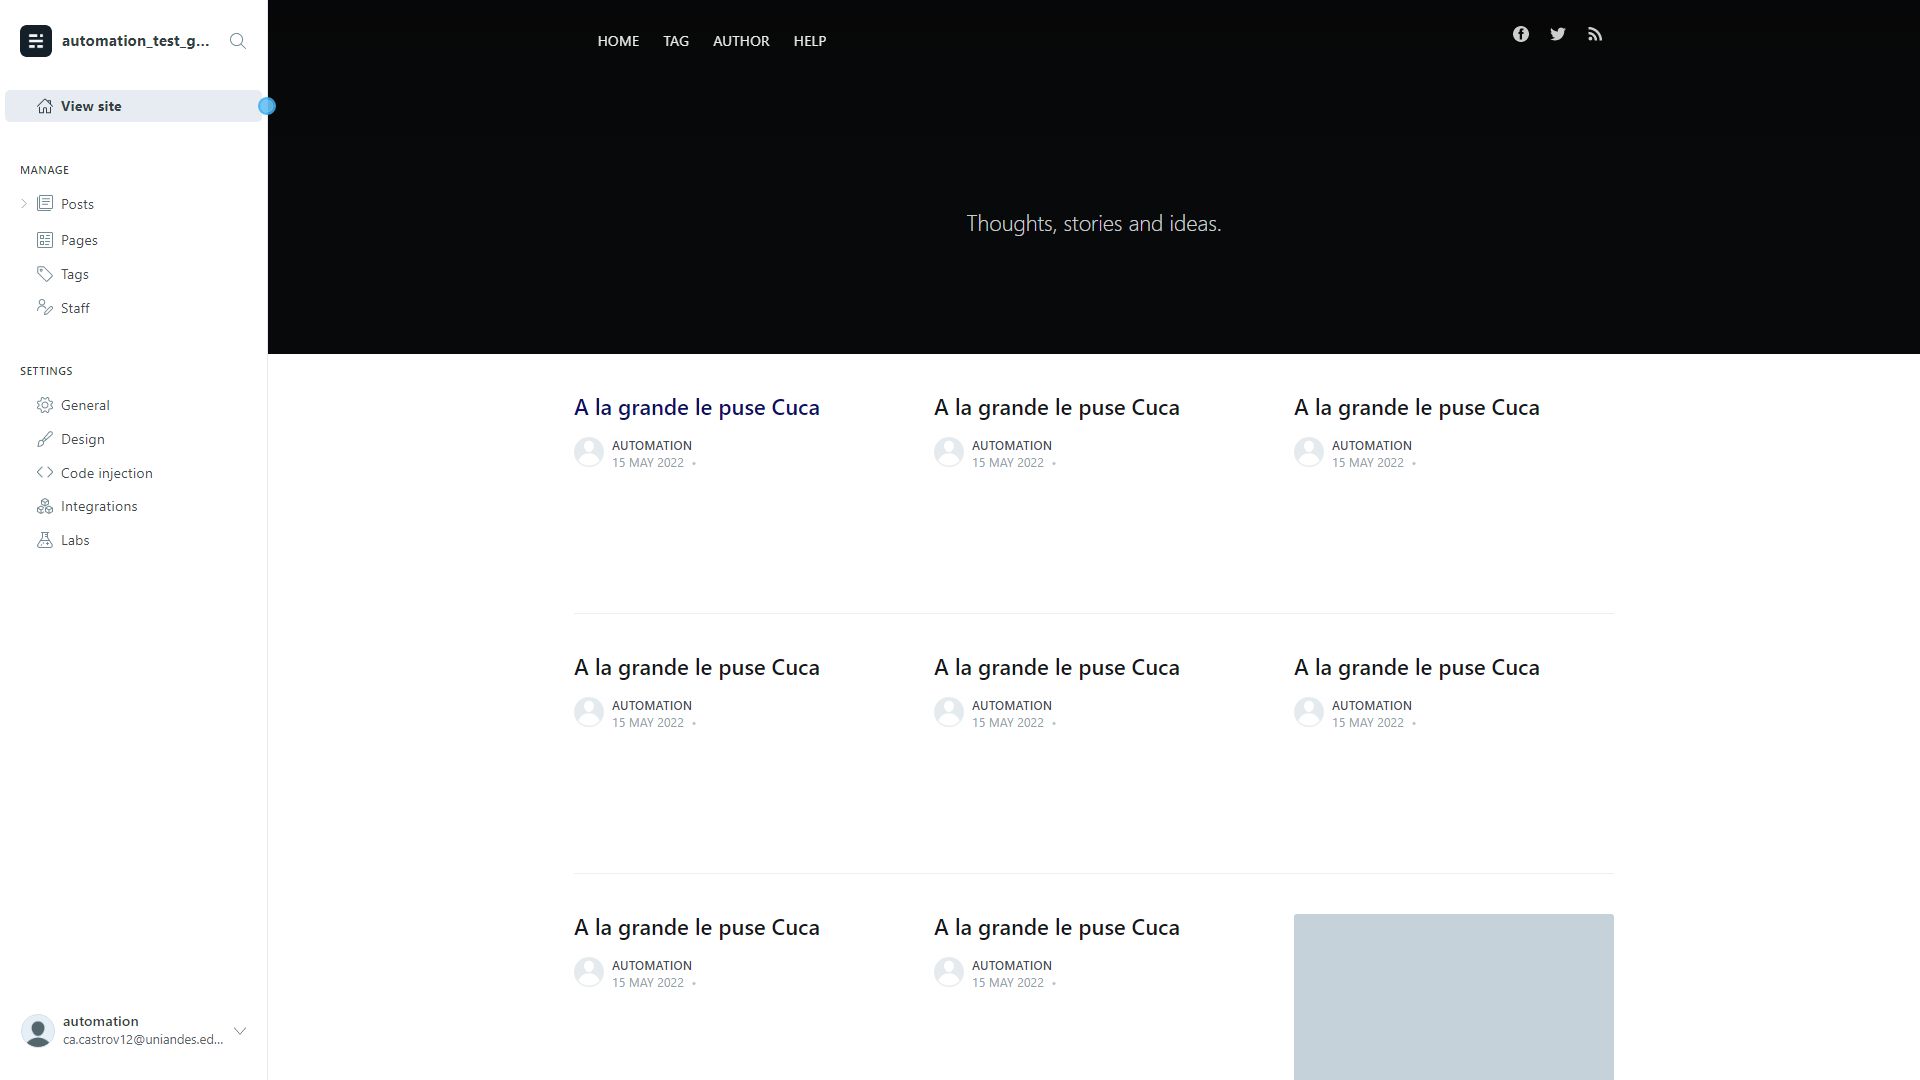 automation_test_g...
View site
MANAGE
Posts
Pages
Tags
Staff
SETTINGS
General
Design
Code injection
Integrations
Labs
automation
ca.castrov12@uniandes.ed...
HOME TAG AUTHOR HELP
Thoughts, stories and ideas.
A la grande le puse Cuca
AUTOMATION
15 MAY 2022 •
A la grande le puse Cuca
AUTOMATION
15 MAY 2022 •
A la grande le puse Cuca
AUTOMATION
15 MAY 2022 •
A la grande le puse Cuca
AUTOMATION
15 MAY 2022 •
A la grande le puse Cuca
AUTOMATION
15 MAY 2022 •
A la grande le puse Cuca
AUTOMATION
15 MAY 2022 •
A la grande le puse Cuca
AUTOMATION
15 MAY 2022 •
A la grande le puse Cuca
AUTOMATION
15 MAY 2022 •